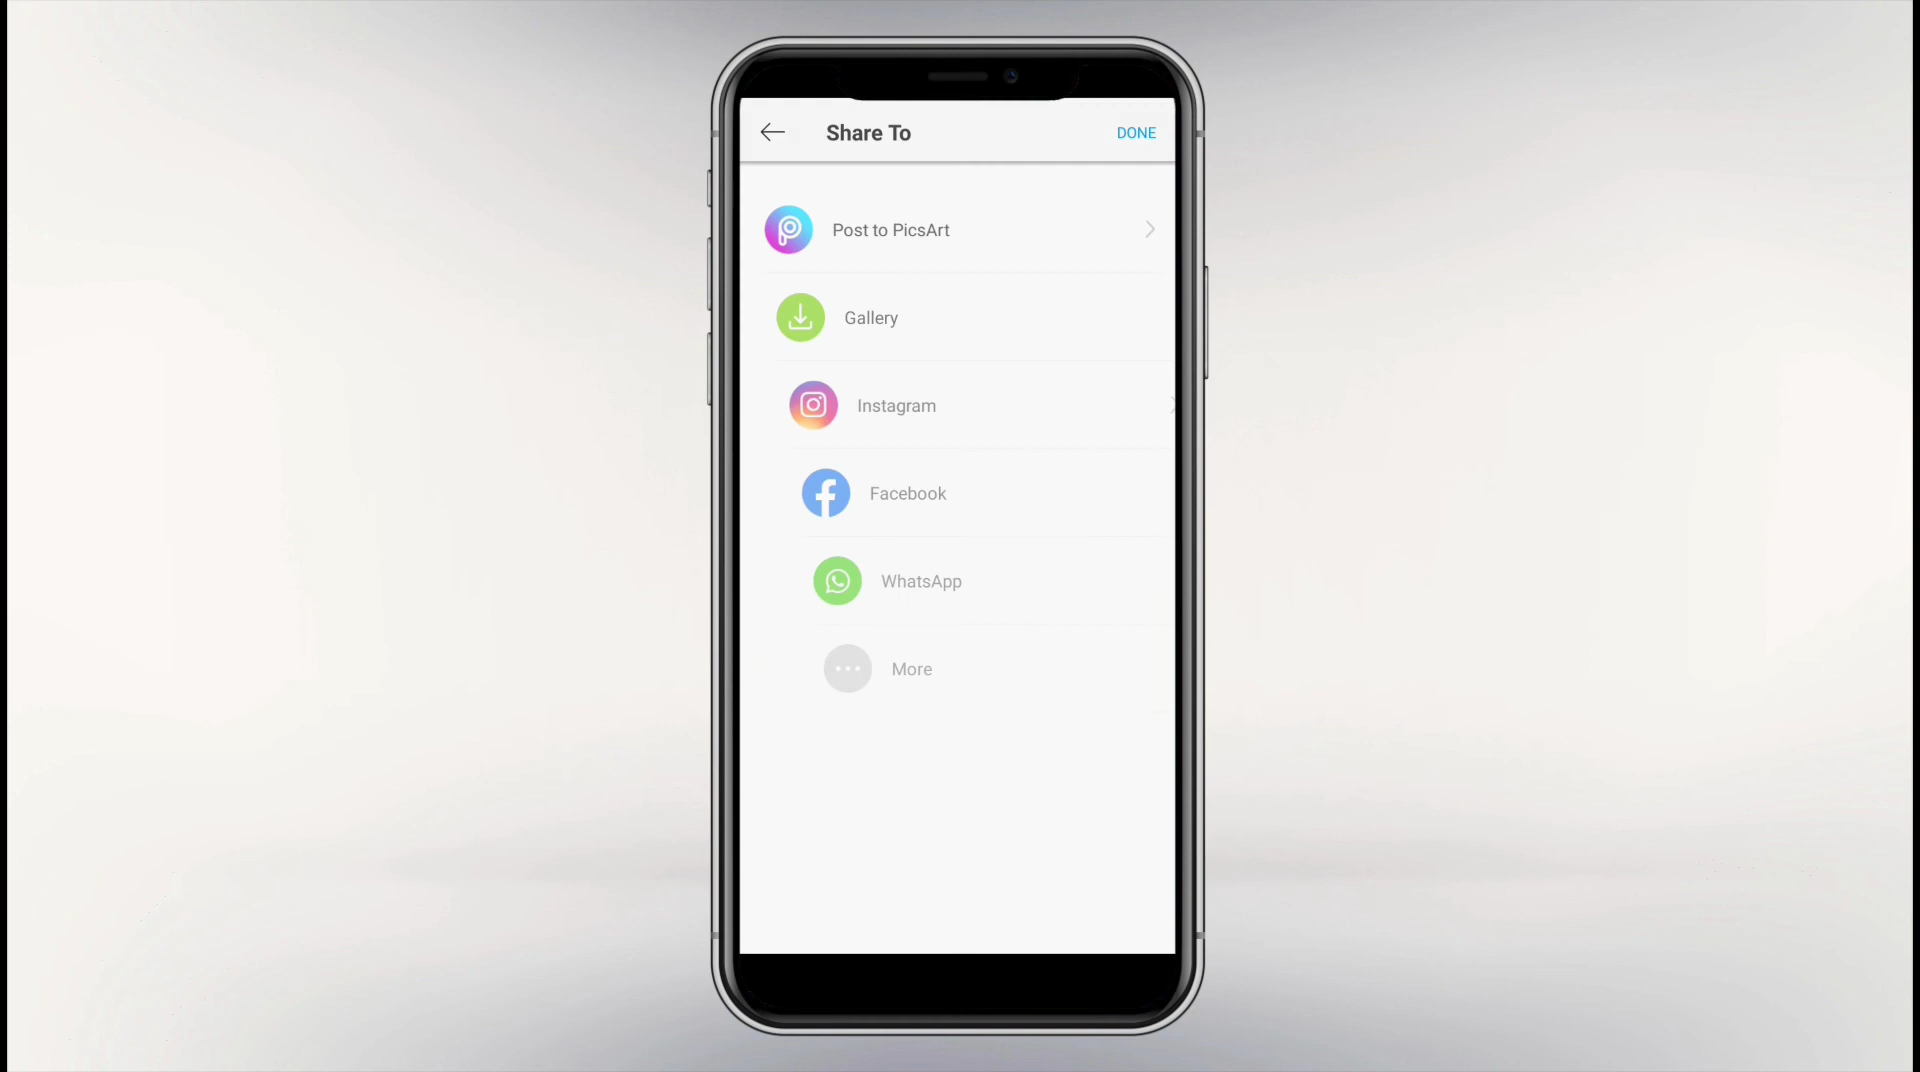 Share To
DONE
Post to PicsArt
Gallery
Instagram
Facebook
WhatsApp
More